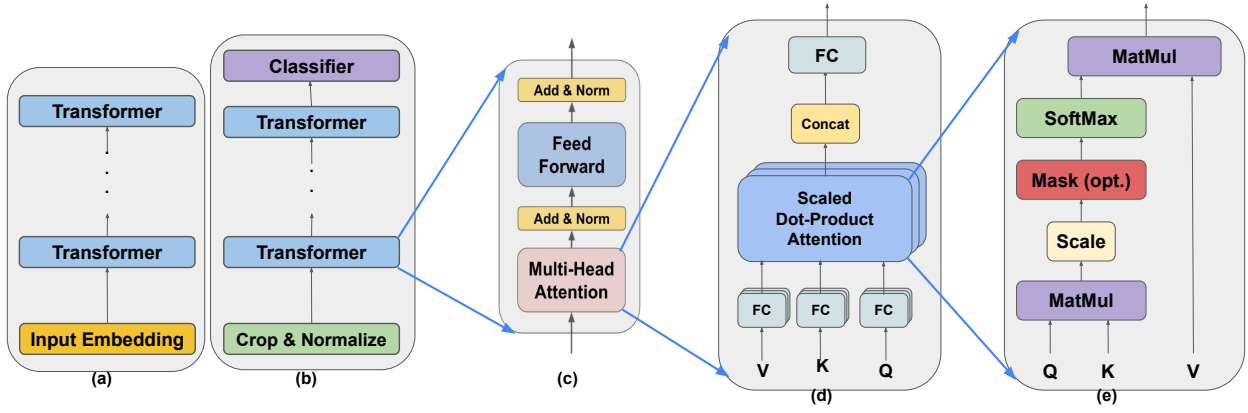 Transformer
.
.
.
Transformer
Input Embedding
(a)
Classifier
Transformer
.
.
.
Transformer
Crop & Normalize
(b)
Add & Norm
Feed
Forward
Add & Norm
Multi-Head
Attention
(c)
FC
Concat
Scaled
Dot-Product
Attention
FC
FC
FC
V
K
Q
(d)
MatMul
SoftMax
Mask (opt.)
Scale
MatMul
Q
K
V
(e)